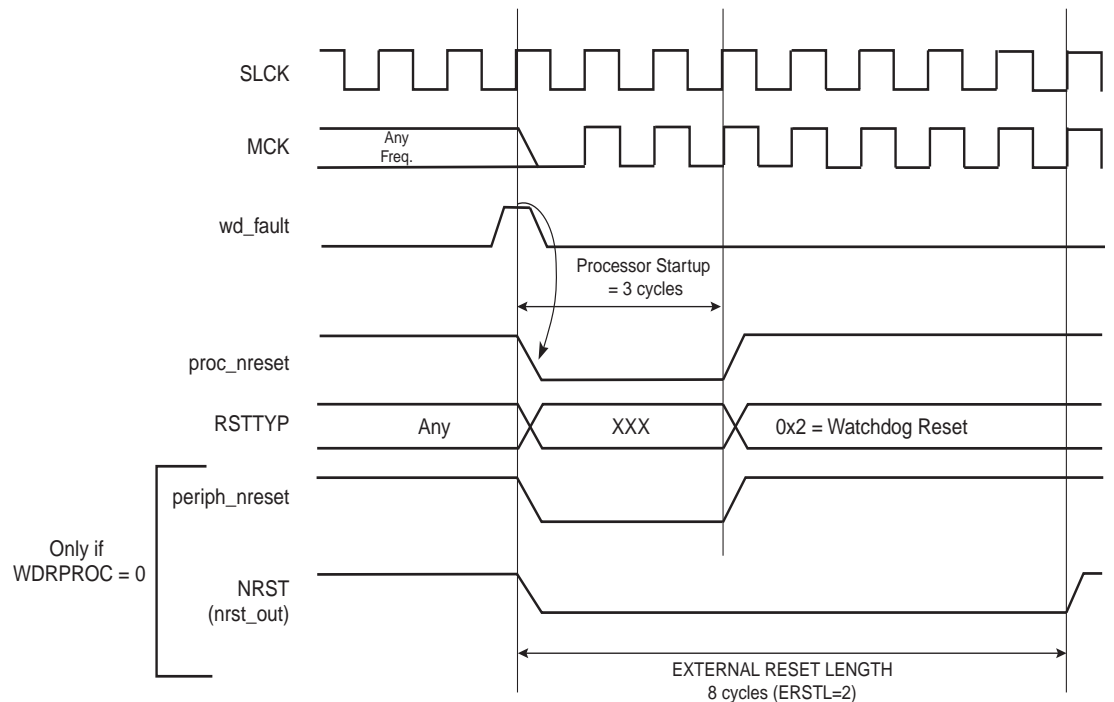 SLCK
MCK
Any
Freq.
wd_fault
Processor Startup
= 3 cycles
proc_nreset
RSTTYP
Any
XXX
0x2 = Watchdog Reset
periph_nreset
Only if
WDRPROC = 0
NRST
(nrst_out)
EXTERNAL RESET LENGTH
8 cycles (ERSTL=2)